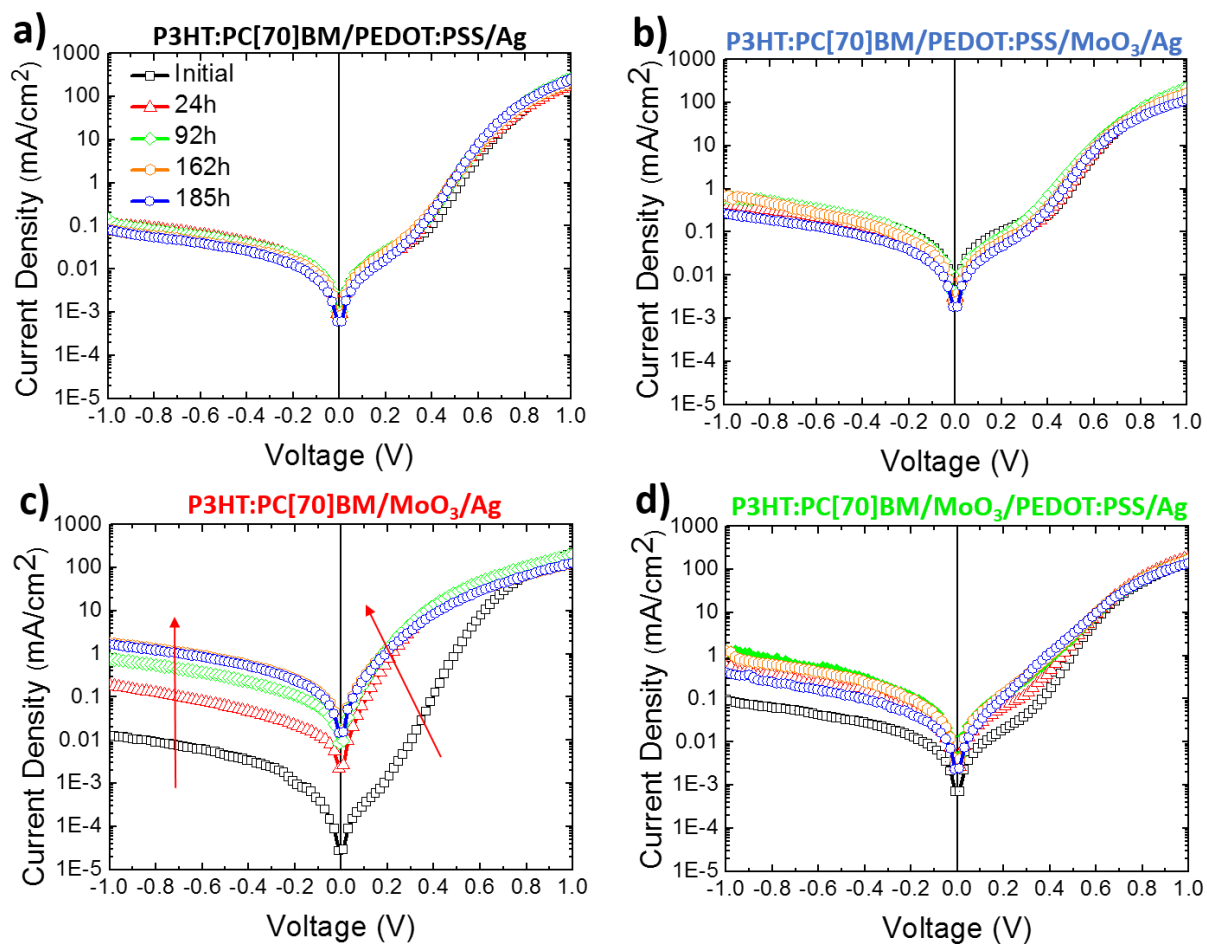 a)
P3HT:PC[70]BM/PEDOT:PSS/Ag
Current Density (mA/cm2)
1000
100
10
1
0.1
0.01
1E-3
1E-4
1E-5
Initial
24h
92h
162h
185h
-1.0 -0.8 -0.6 -0.4 -0.2 0.0 0.2 0.4 0.6 0.8 1.0
Voltage (V)
b)
P3HT:PC[70]BM/PEDOT:PSS/MoO3/Ag
Current Density (mA/cm2)
1000
100
10
1
0.1
0.01
1E-3
1E-4
1E-5
-1.0 -0.8 -0.6 -0.4 -0.2 0.0 0.2 0.4 0.6 0.8 1.0
Voltage (V)
c)
P3HT:PC[70]BM/MoO3/Ag
Current Density (mA/cm2)
1000
100
10
1
0.1
0.01
1E-3
1E-4
1E-5
-1.0 -0.8 -0.6 -0.4 -0.2 0.0 0.2 0.4 0.6 0.8 1.0
Voltage (V)
d)
P3HT:PC[70]BM/MoO3/PEDOT:PSS/Ag
Current Density (mA/cm2)
1000
100
10
1
0.1
0.01
1E-3
1E-4
1E-5
-1.0 -0.8 -0.6 -0.4 -0.2 0.0 0.2 0.4 0.6 0.8 1.0
Voltage (V)